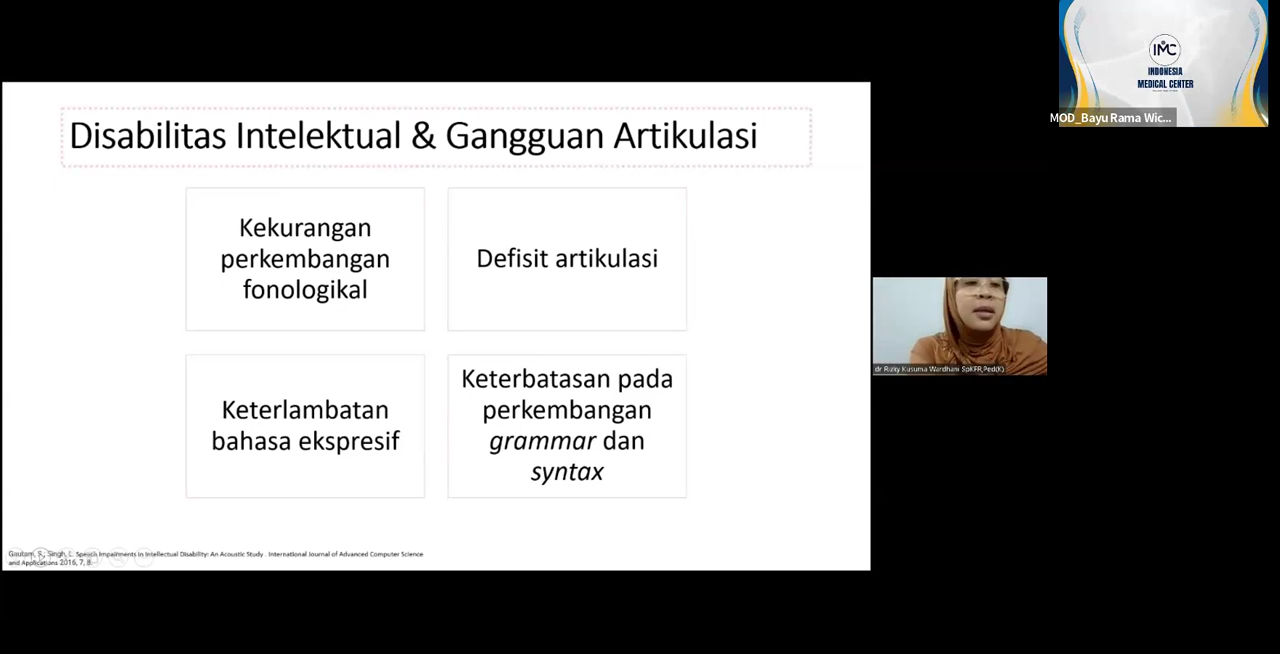 Disabilitas Intelektual & Gangguan Artikulasi
Kekurangan
perkembangan
fonologikal
Defisit artikulasi
Keterlambatan
bahasa ekspresif
Keterbatasan pada
perkembangan
grammar dan
syntax
Gautam, S., Singh, L. Speech Impairments in Intellectual Disability: An Acoustic Study . International Journal of Advanced Computer Science
and Applications 2016, 7, 8.
IMC
INDONESIA
MEDICAL CENTER
MOD_Bayu Rama Wic...
dr Rizky Kusuma Wardhani SpKFR,Ped(K)